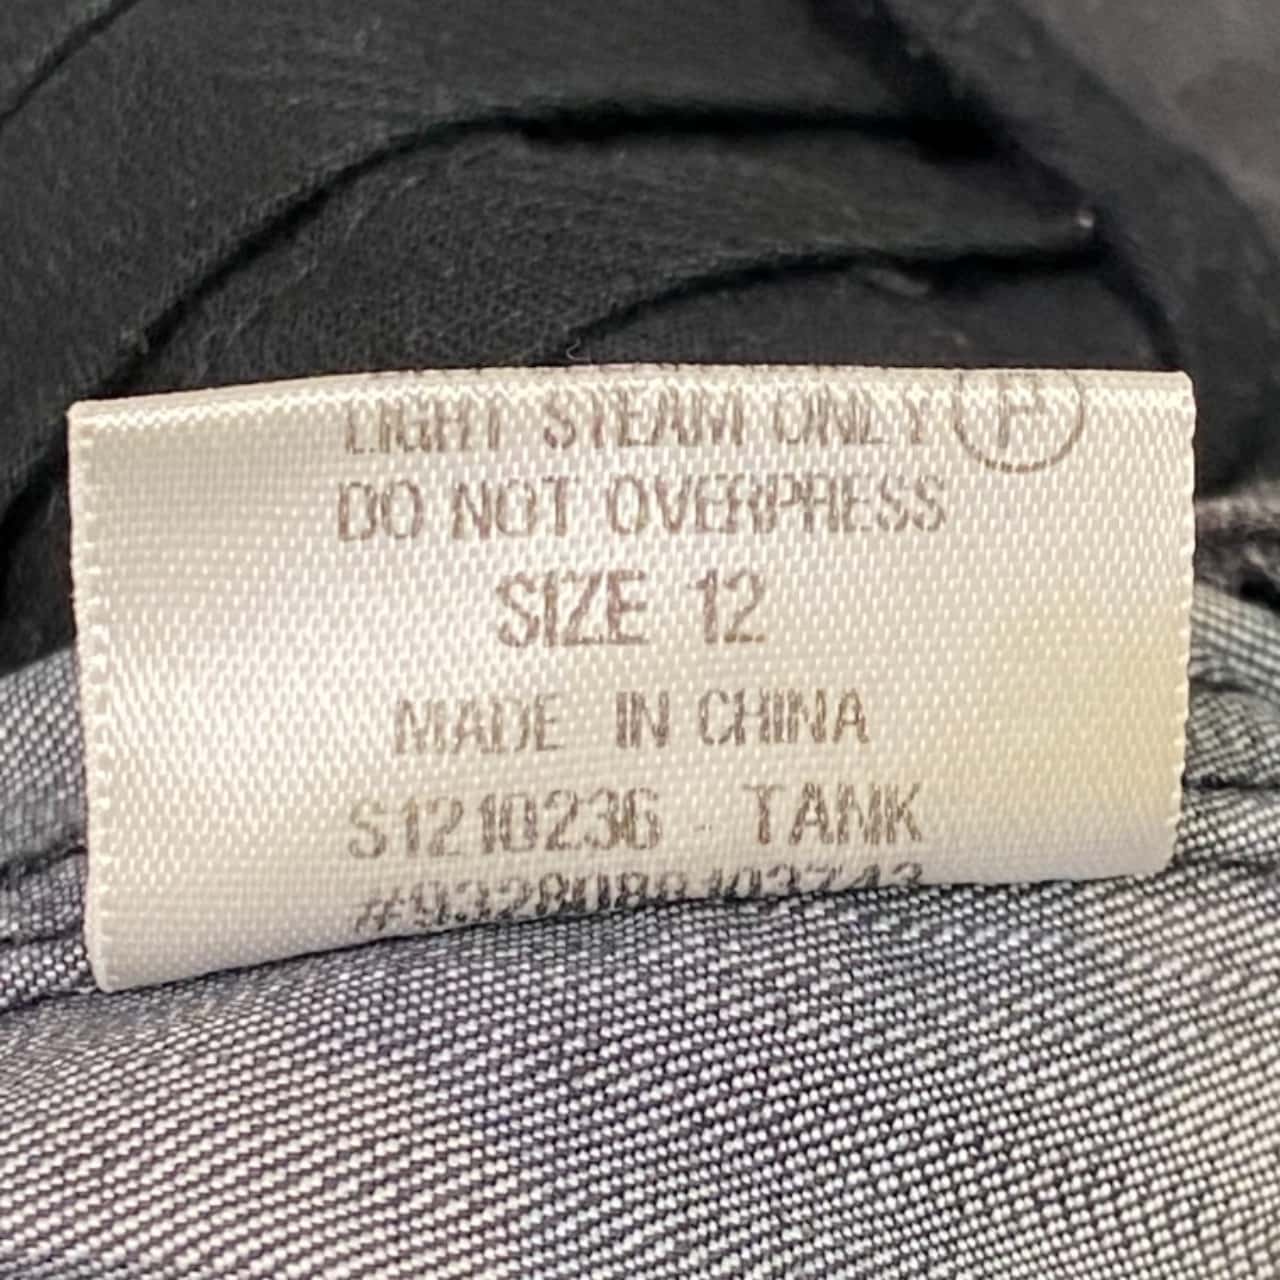 LIGHT STEAM ONLY P
DO NOT OVERPRESS
SIZE 12
MADE IN CHINA
S1210236 TANK